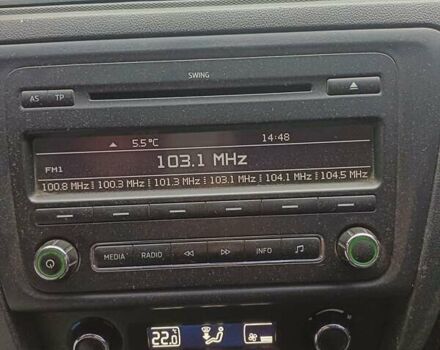 SWING
AS TP
5.5°C 14:48
103.1 MHz
FM1
100.8 MHz 100.3 MHz 101.3 MHz 103.1 MHz 104.1 MHz 104.5 MHz
MEDIA RADIO INFO
22.0